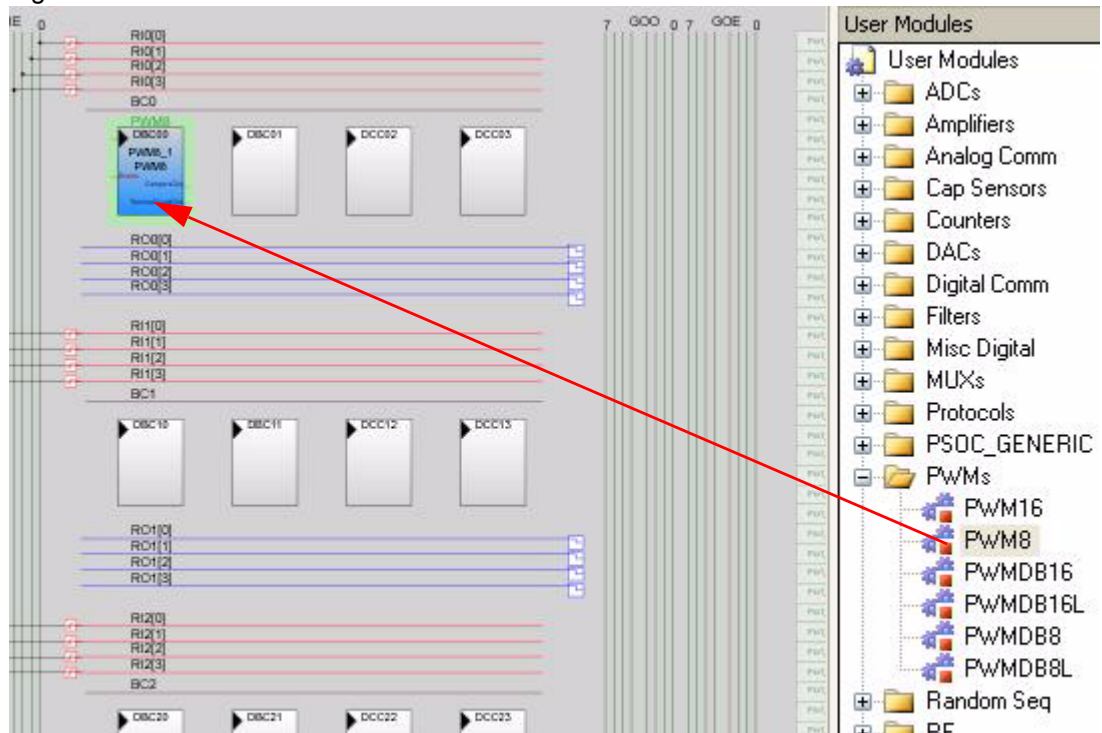 E 0
7 GOO 0 7 GOE 0
RI0[0]
RI0[1]
RI0[2]
RI0[3]
BC0
PWM8
DBC00
DBC01
DCC02
DCC03
PWM8_1
PWM8
RO0[0]
RO0[1]
RO0[2]
RO0[3]
RI1[0]
RI1[1]
RI1[2]
RI1[3]
BC1
DBC10
DBC11
DCC12
DCC13
RO1[0]
RO1[1]
RO1[2]
RO1[3]
RI2[0]
RI2[1]
RI2[2]
RI2[3]
BC2
DBC20
DBC21
DCC22
DCC23
User Modules
User Modules
ADCs
Amplifiers
Analog Comm
Cap Sensors
Counters
DACs
Digital Comm
Filters
Misc Digital
MUXs
Protocols
PSOC_GENERIC
PWMs
PWM16
PWM8
PWMDB16
PWMDB16L
PWMDB8
PWMDB8L
Random Seq